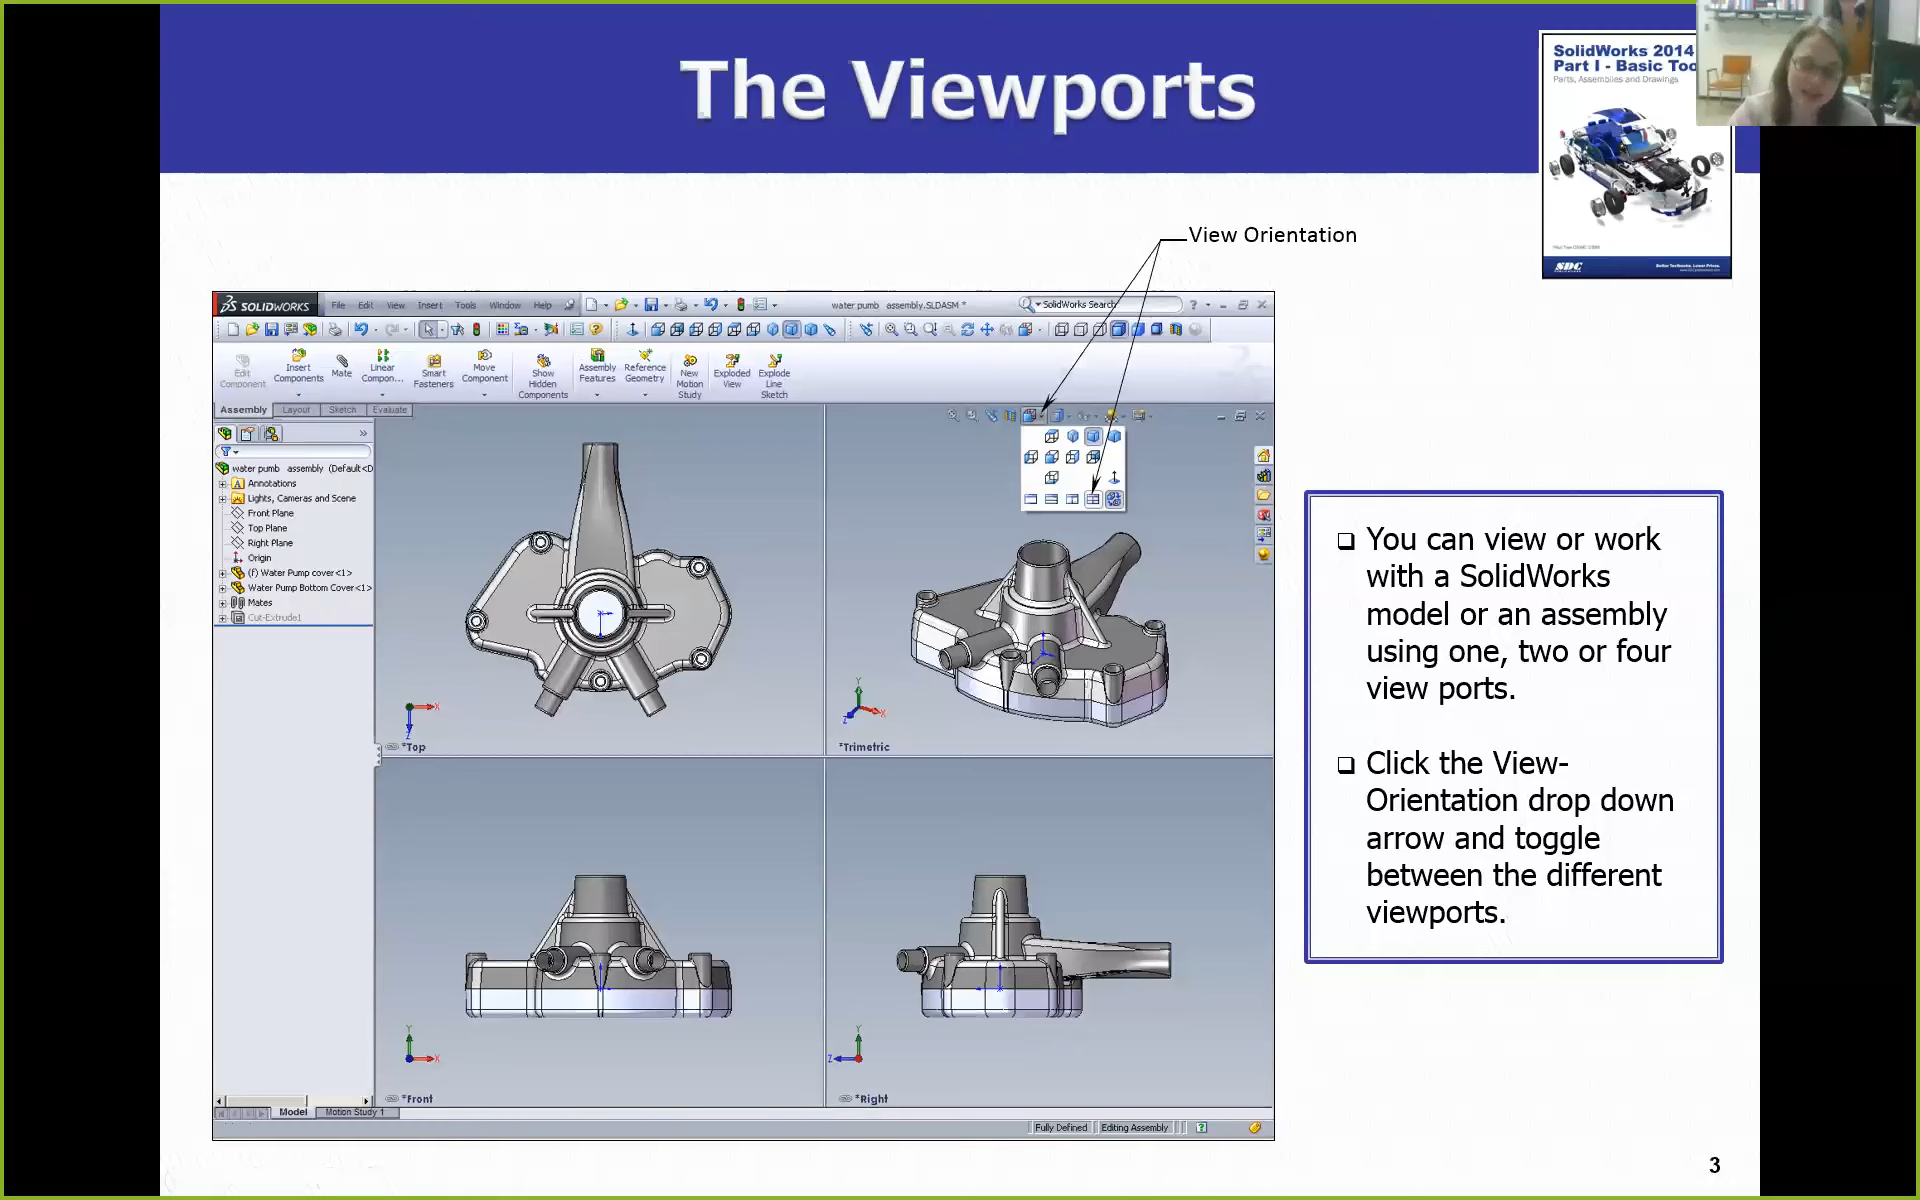 The Viewports
SolidWorks 2014
Part I - Basic Too
Parts, Assemblies and Drawings
SDC
View Orientation
SOLIDWORKS File Edit View Insert Tools Window Help water pumb assembly.SLDASM * SolidWorks Search
Edit Component
Insert Components
Mate
Linear Compon...
Smart Fasteners
Move Component
Show Hidden Components
Assembly Features
Reference Geometry
New Motion Study
Exploded View
Explode Line Sketch
Assembly Layout Sketch Evaluate
water pumb assembly (Default<D
Annotations
Lights, Cameras and Scene
Front Plane
Top Plane
Right Plane
Origin
(f) Water Pump cover<1>
Water Pump Bottom Cover<1>
Mates
Cut-Extrude1
*Top
*Trimetric
*Front
*Right
Model Motion Study 1
Fully Defined Editing Assembly
You can view or work
with a SolidWorks
model or an assembly
using one, two or four
view ports.
Click the View-
Orientation drop down
arrow and toggle
between the different
viewports.
3